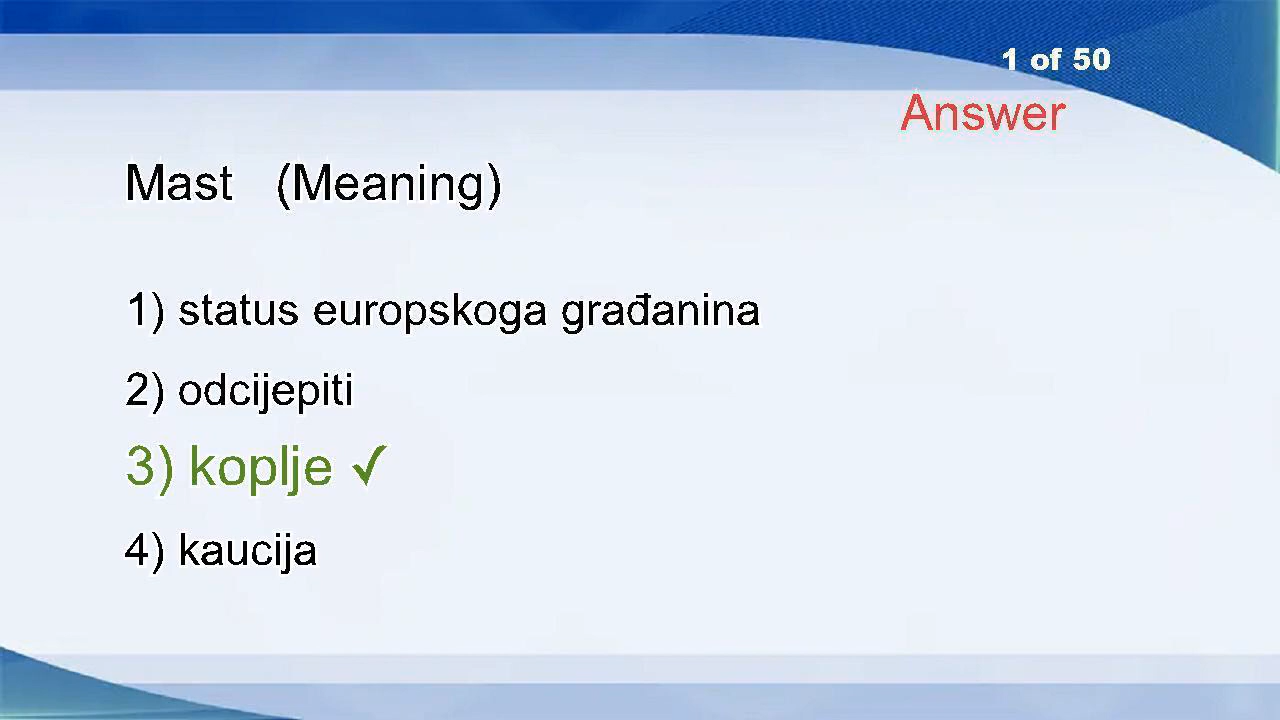 1 of 50
Answer
Mast (Meaning)
1) status europskoga građanina
2) odcijepiti
3) koplje ✓
4) kaucija